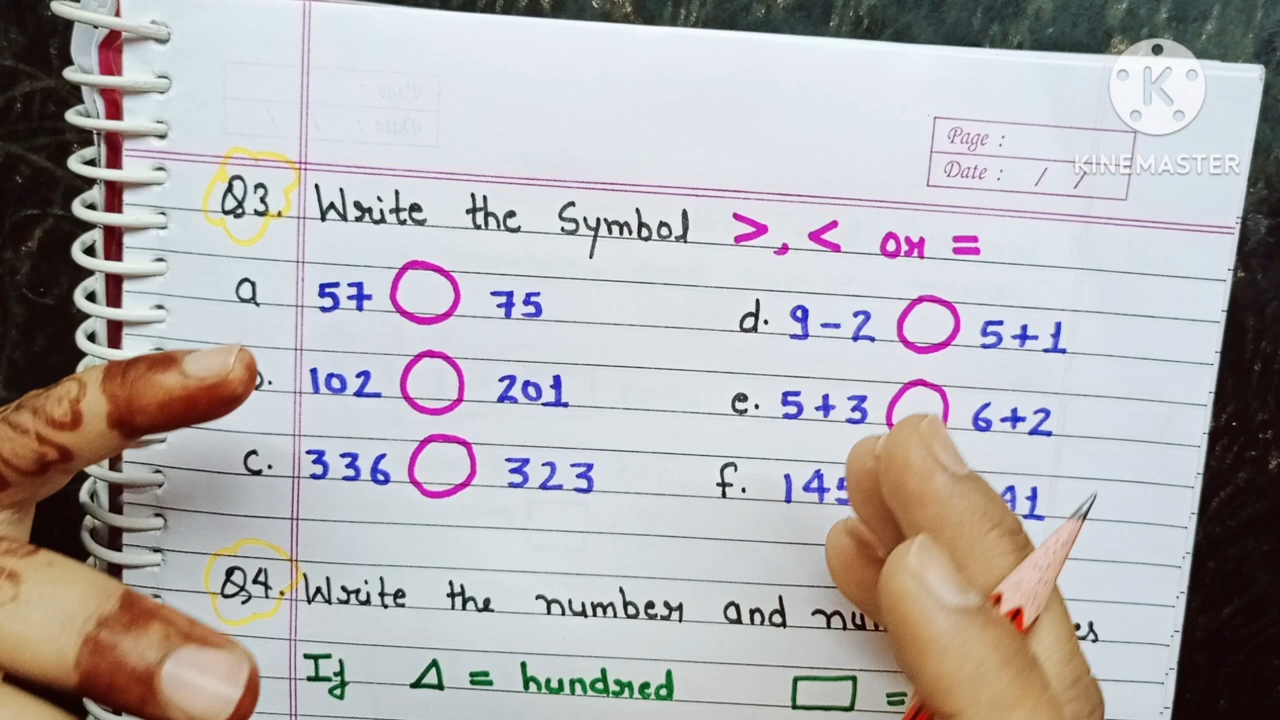 Page :
Date : / /
KINEMASTER
Q3. Write the Symbol >, < or =
a 57 75
d. 9-2 5+1
102 201
e. 5+3 6+2
c. 336 323
f.
Q4. Write the number and
If Δ = hundred ▭ =